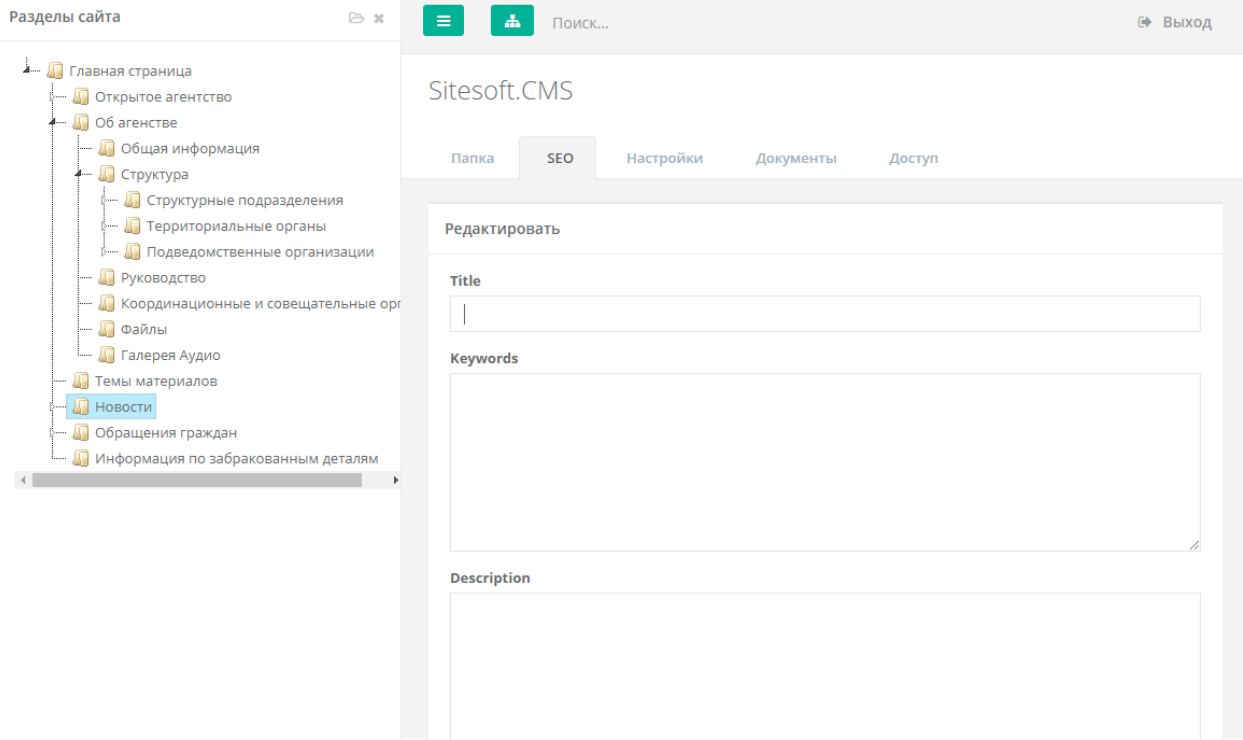 Разделы сайта
Главная страница
Открытое агентство
Об агенстве
Общая информация
Структура
Структурные подразделения
Территориальные органы
Подведомственные организации
Руководство
Координационные и совещательные орг
Файлы
Галерея Аудио
Темы материалов
Новости
Обращения граждан
Информация по забракованным деталям
Поиск...
Выход
Sitesoft.CMS
Папка SEO Настройки Документы Доступ
Редактировать
Title
Keywords
Description